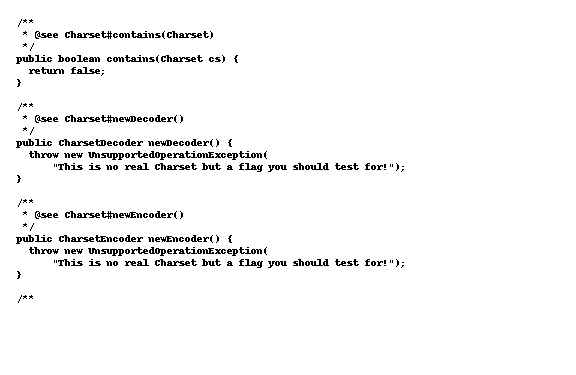 /**
 * @see Charset#contains(Charset)
 */
public boolean contains(Charset cs) {
  return false;
}

/**
 * @see Charset#newDecoder()
 */
public CharsetDecoder newDecoder() {
  throw new UnsupportedOperationException(
      "This is no real Charset but a flag you should test for!");
}

/**
 * @see Charset#newEncoder()
 */
public CharsetEncoder newEncoder() {
  throw new UnsupportedOperationException(
      "This is no real Charset but a flag you should test for!");
}

/**